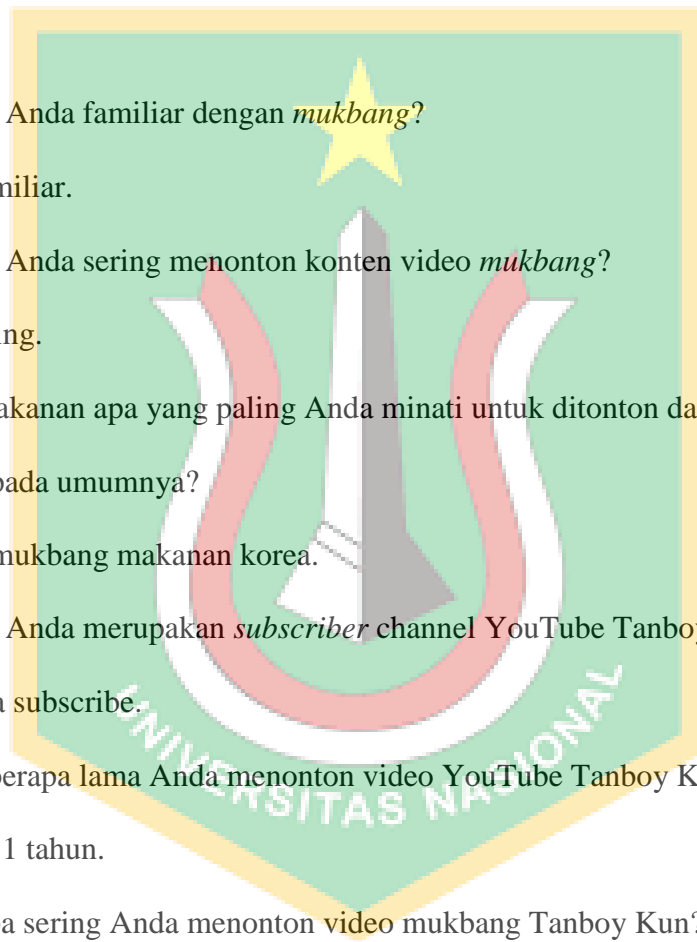 Anda familiar dengan mukbang?
miliar.
Anda sering menonton konten video mukbang?
ing.
akanan apa yang paling Anda minati untuk ditonton da
pada umumnya?
mukbang makanan korea.
Anda merupakan subscriber channel YouTube Tanboy
a subscribe.
berapa lama Anda menonton video YouTube Tanboy K
1 tahun.
a sering Anda menonton video mukbang Tanboy Kun?
UNIVERSITAS NASIONAL